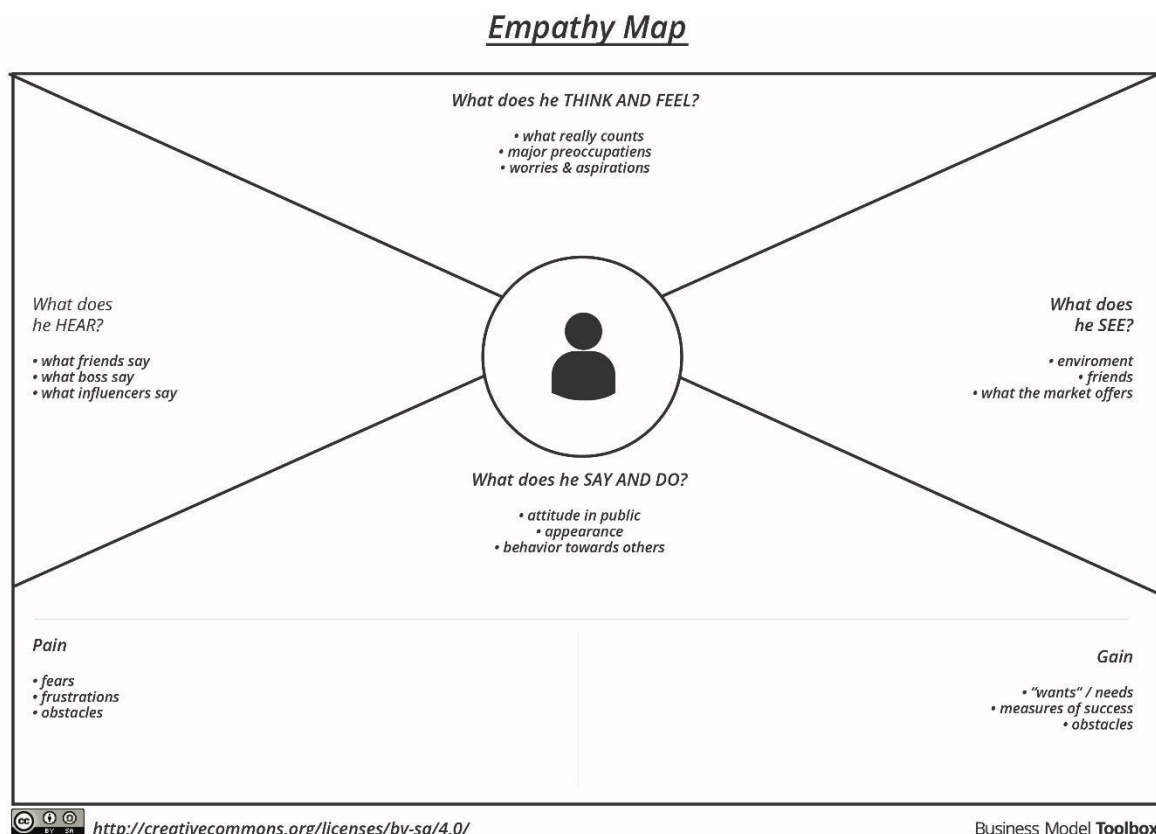 Empathy Map
What does he THINK AND FEEL?
• what really counts
• major preoccupatiens
• worries & aspirations
What does
he HEAR?
• what friends say
• what boss say
• what influencers say
What does
he SEE?
• enviroment
• friends
• what the market offers
What does he SAY AND DO?
• attitude in public
• appearance
• behavior towards others
Pain
• fears
• frustrations
• obstacles
Gain
• “wants” / needs
• measures of success
• obstacles
cc BY SA
http://creativecommons.org/licenses/by-sa/4.0/
Business Model Toolbox